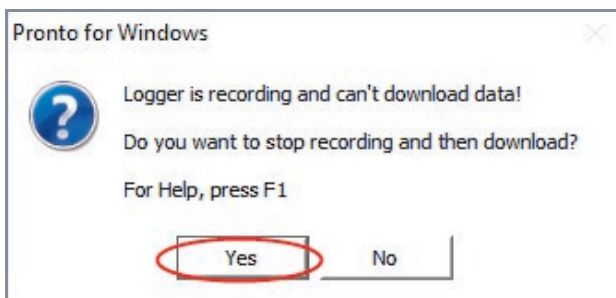 Pronto for Windows
Logger is recording and can't download data!
Do you want to stop recording and then download?
For Help, press F1
Yes
No